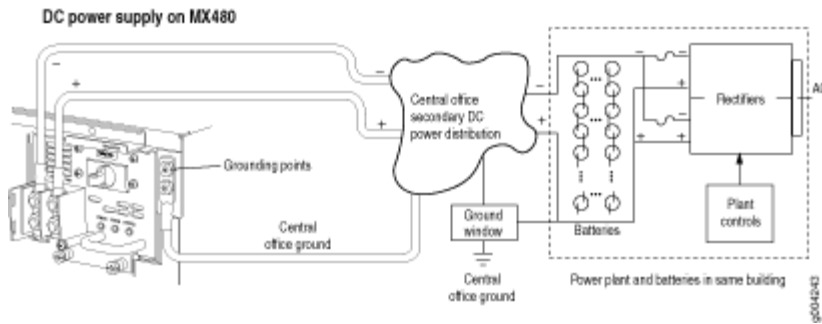 DC power supply on MX480
Central office
secondary DC
power distribution
Rectifiers
Grounding points
Central
office ground
Ground
window
Batteries
Plant
controls
Central
office ground
Power plant and batteries in same building
g004243